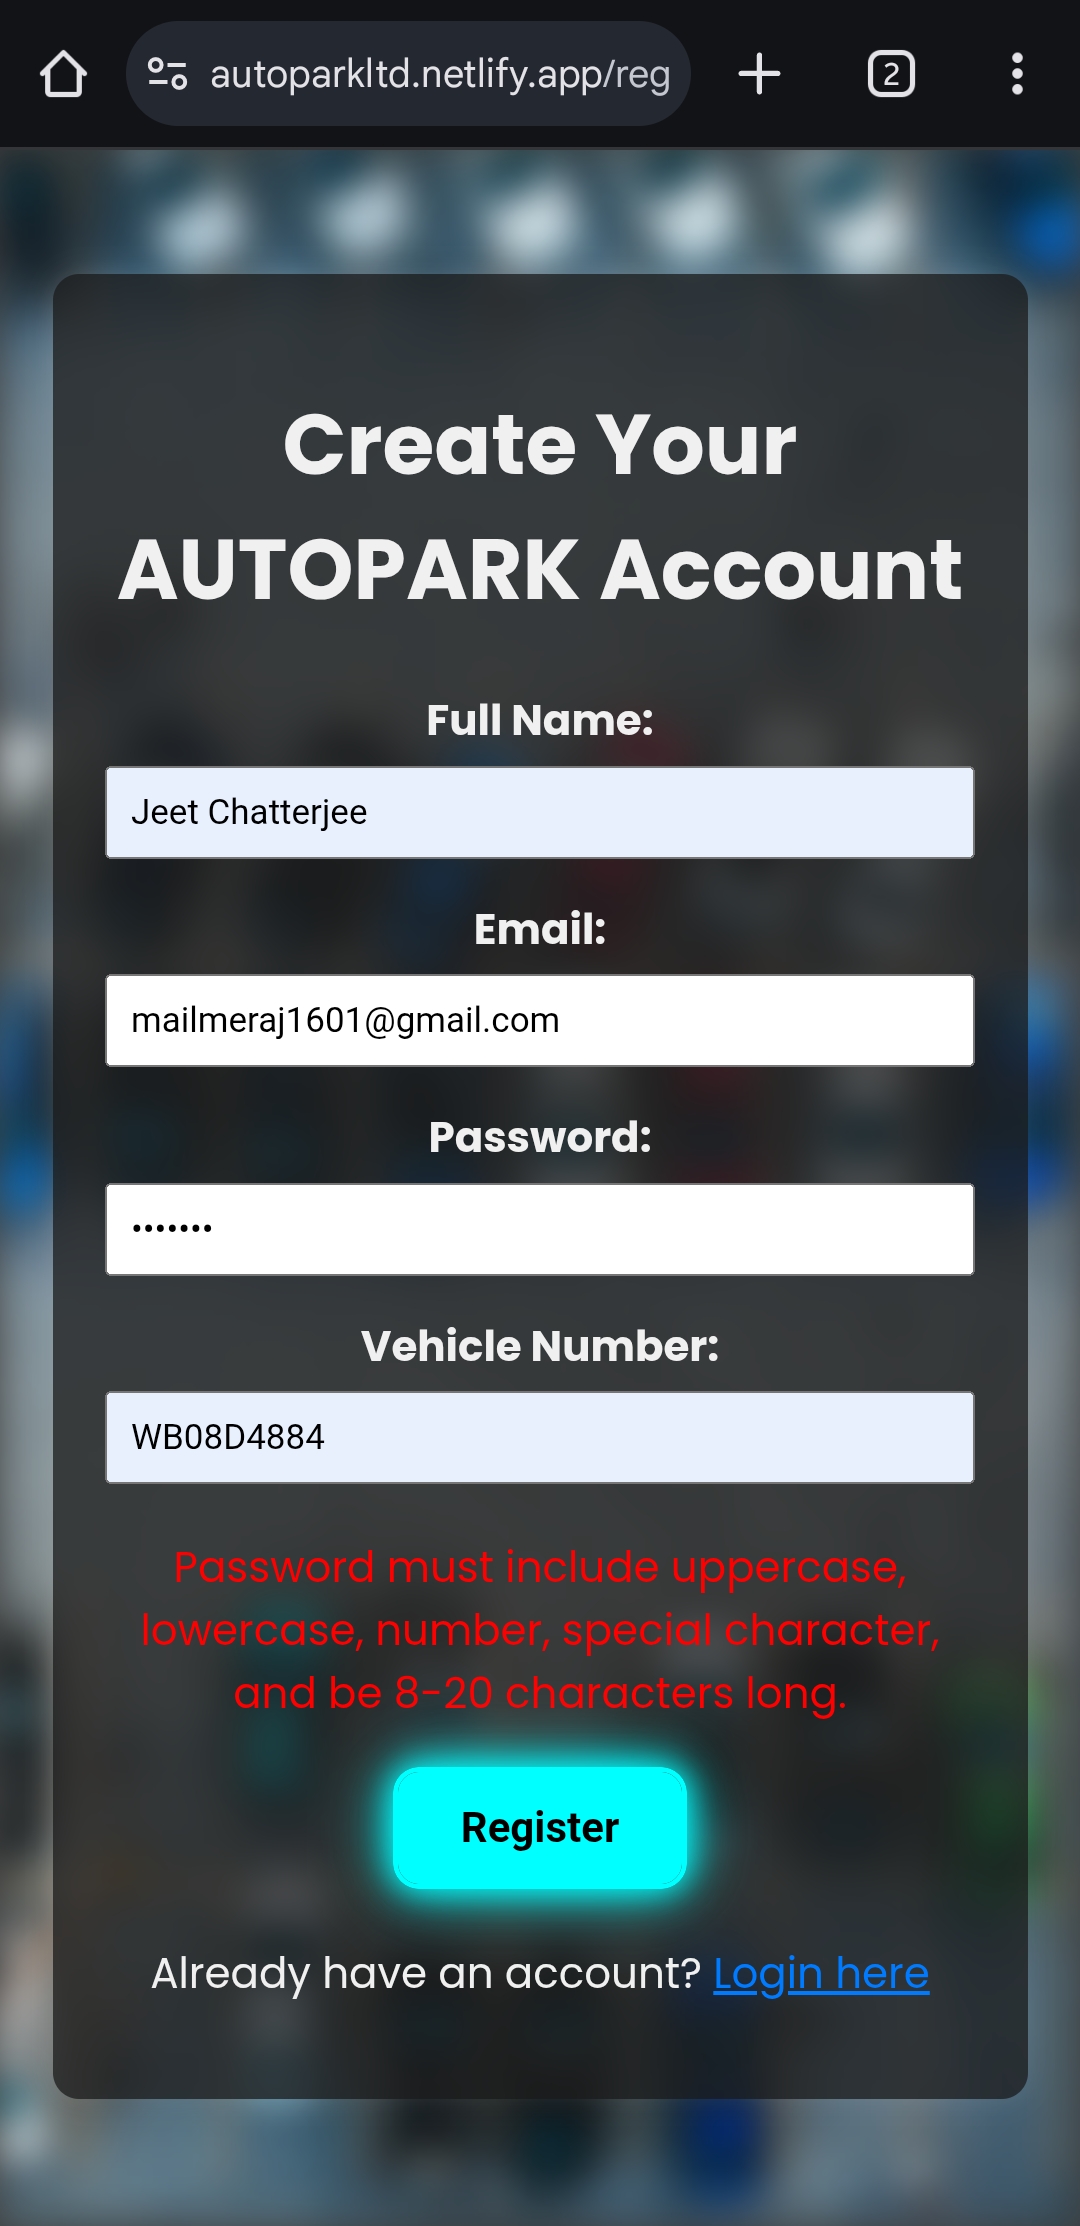 autoparkltd.netlify.app/reg
2
Create Your
AUTOPARK Account
Full Name:
Jeet Chatterjee
Email:
mailmeraj1601@gmail.com
Password:
•••••••
Vehicle Number:
WB08D4884
Password must include uppercase,
lowercase, number, special character,
and be 8-20 characters long.
Register
Already have an account? Login here